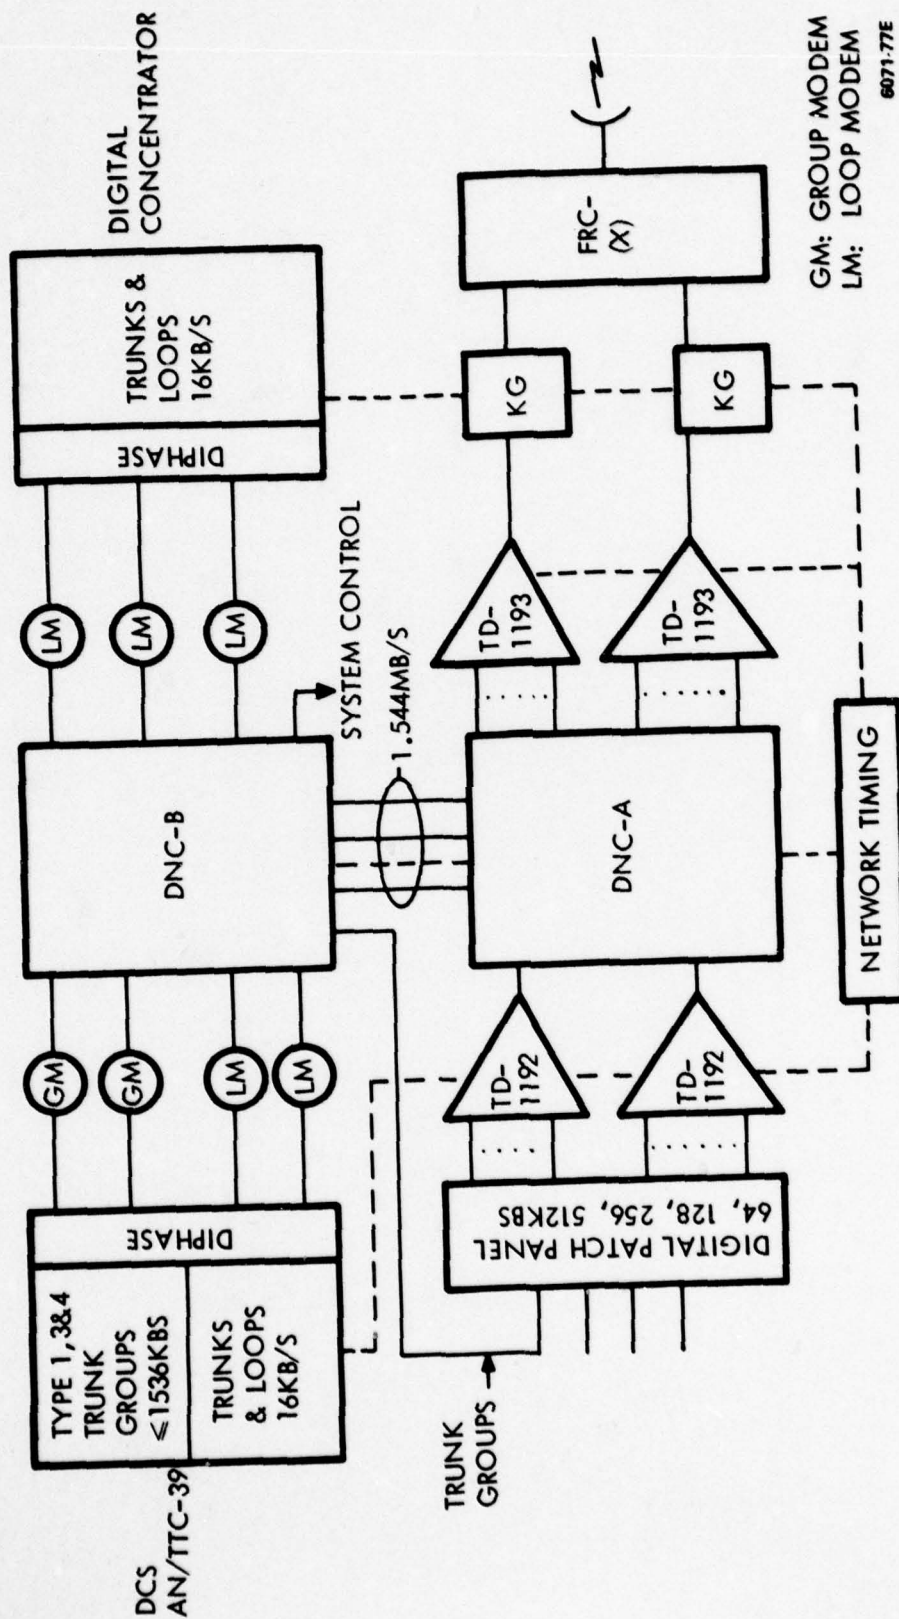 DCS
AN/TTC-39
TYPE 1, 3&4
TRUNK
GROUPS
≤1536KBS
TRUNKS
& LOOPS
16KB/S
DIPHASE
GM
GM
LM
LM
DNC-B
LM
LM
LM
DIPHASE
TRUNKS &
LOOPS
16KB/S
DIGITAL
CONCENTRATOR
SYSTEM CONTROL
1.544MB/S
TRUNK
GROUPS
DIGITAL PATCH PANEL
64, 128, 256, 512KBS
TD-
1192
TD-
1192
DNC-A
TD-
1193
TD-
1193
KG
KG
FRC-
(X)
NETWORK TIMING
GM: GROUP MODEM
LM: LOOP MODEM
6071-77E